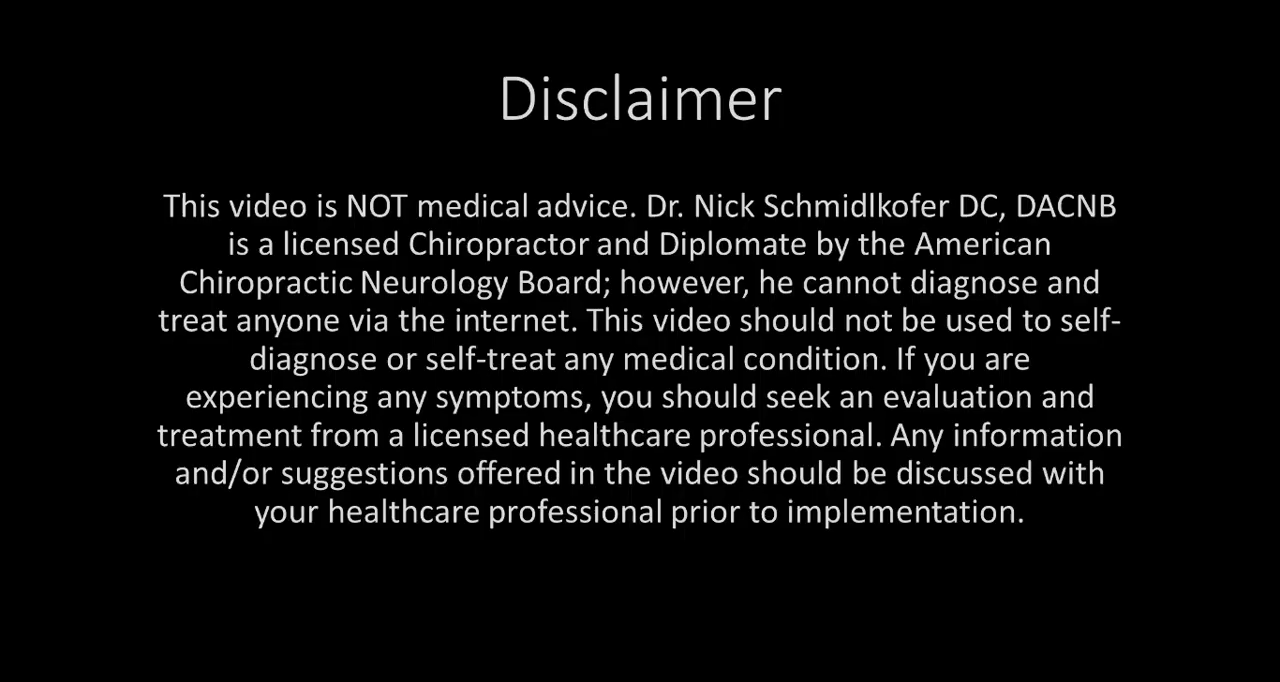 Disclaimer
This video is NOT medical advice. Dr. Nick Schmidlkofer DC, DACNB
is a licensed Chiropractor and Diplomate by the American
Chiropractic Neurology Board; however, he cannot diagnose and
treat anyone via the internet. This video should not be used to self-
diagnose or self-treat any medical condition. If you are
experiencing any symptoms, you should seek an evaluation and
treatment from a licensed healthcare professional. Any information
and/or suggestions offered in the video should be discussed with
your healthcare professional prior to implementation.